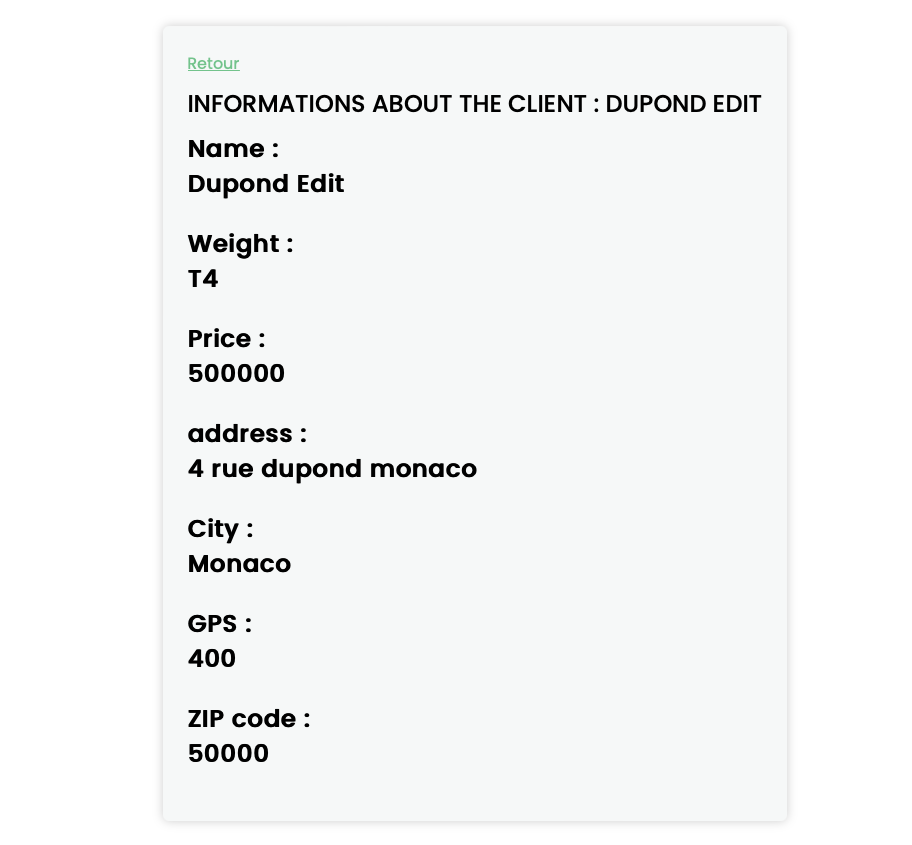 Retour
INFORMATIONS ABOUT THE CLIENT : DUPOND EDIT
Name :
Dupond Edit
Weight :
T4
Price :
500000
address :
4 rue dupond monaco
City :
Monaco
GPS :
400
ZIP code :
50000